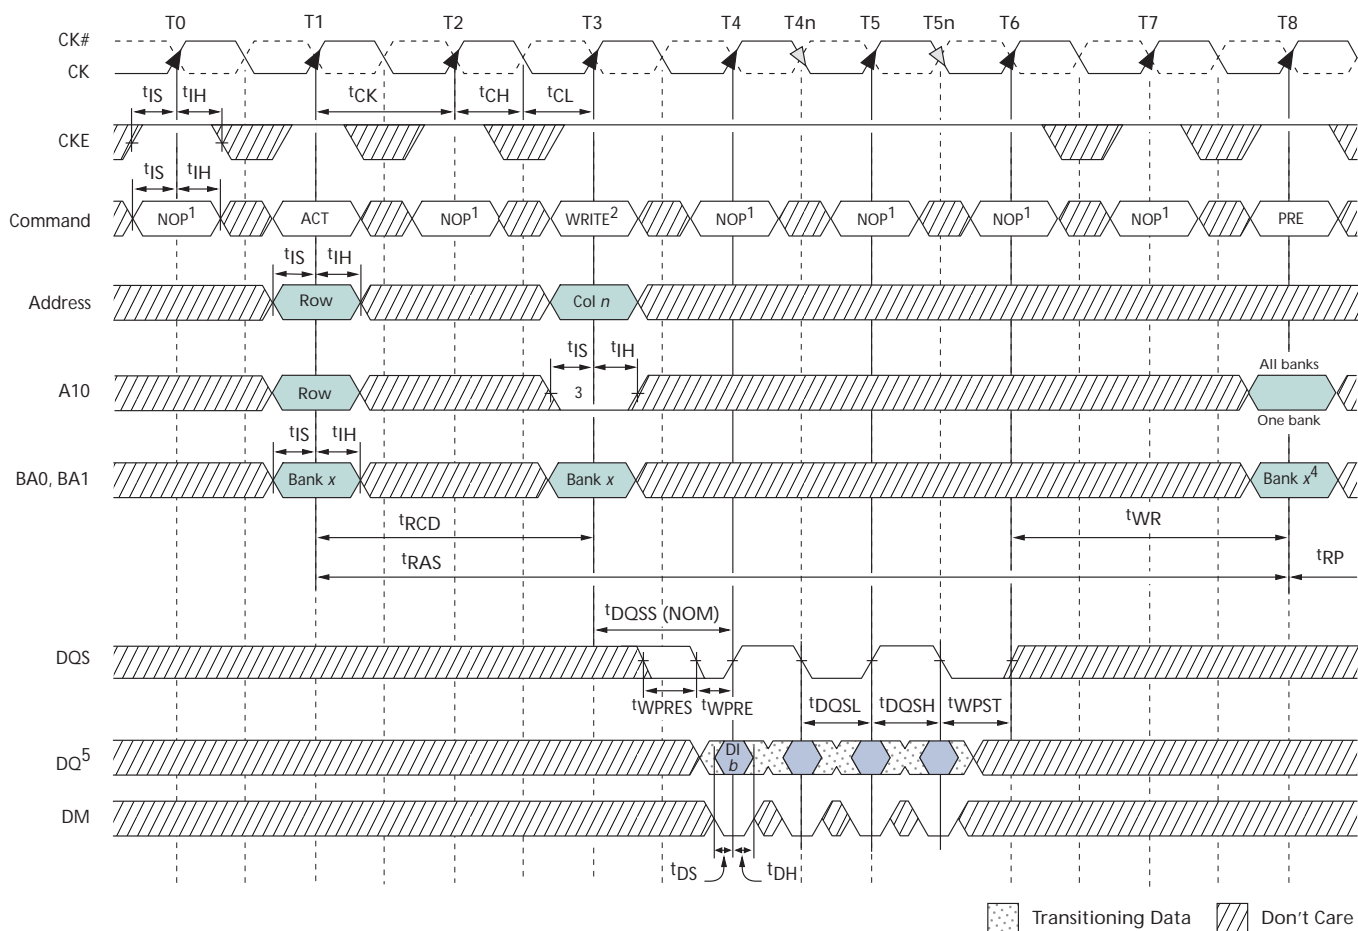 T0 T1 T2 T3 T4 T4n T5 T5n T6 T7 T8
CK#
CK
tIS tIH tCK tCH tCL
CKE
tIS tIH
Command NOP1 ACT NOP1 WRITE2 NOP1 NOP1 NOP1 NOP1 PRE
tIS tIH
Address Row Col n
tIS tIH
All banks
A10 Row 3
One bank
tIS tIH
BA0, BA1 Bank x Bank x Bank x4
tRCD tWR
tRAS tRP
tDQSS (NOM)
DQS
tWPRES tWPRE tDQSL tDQSH tWPST
DQ5 DI
b
DM
tDS tDH
Transitioning Data Don't Care